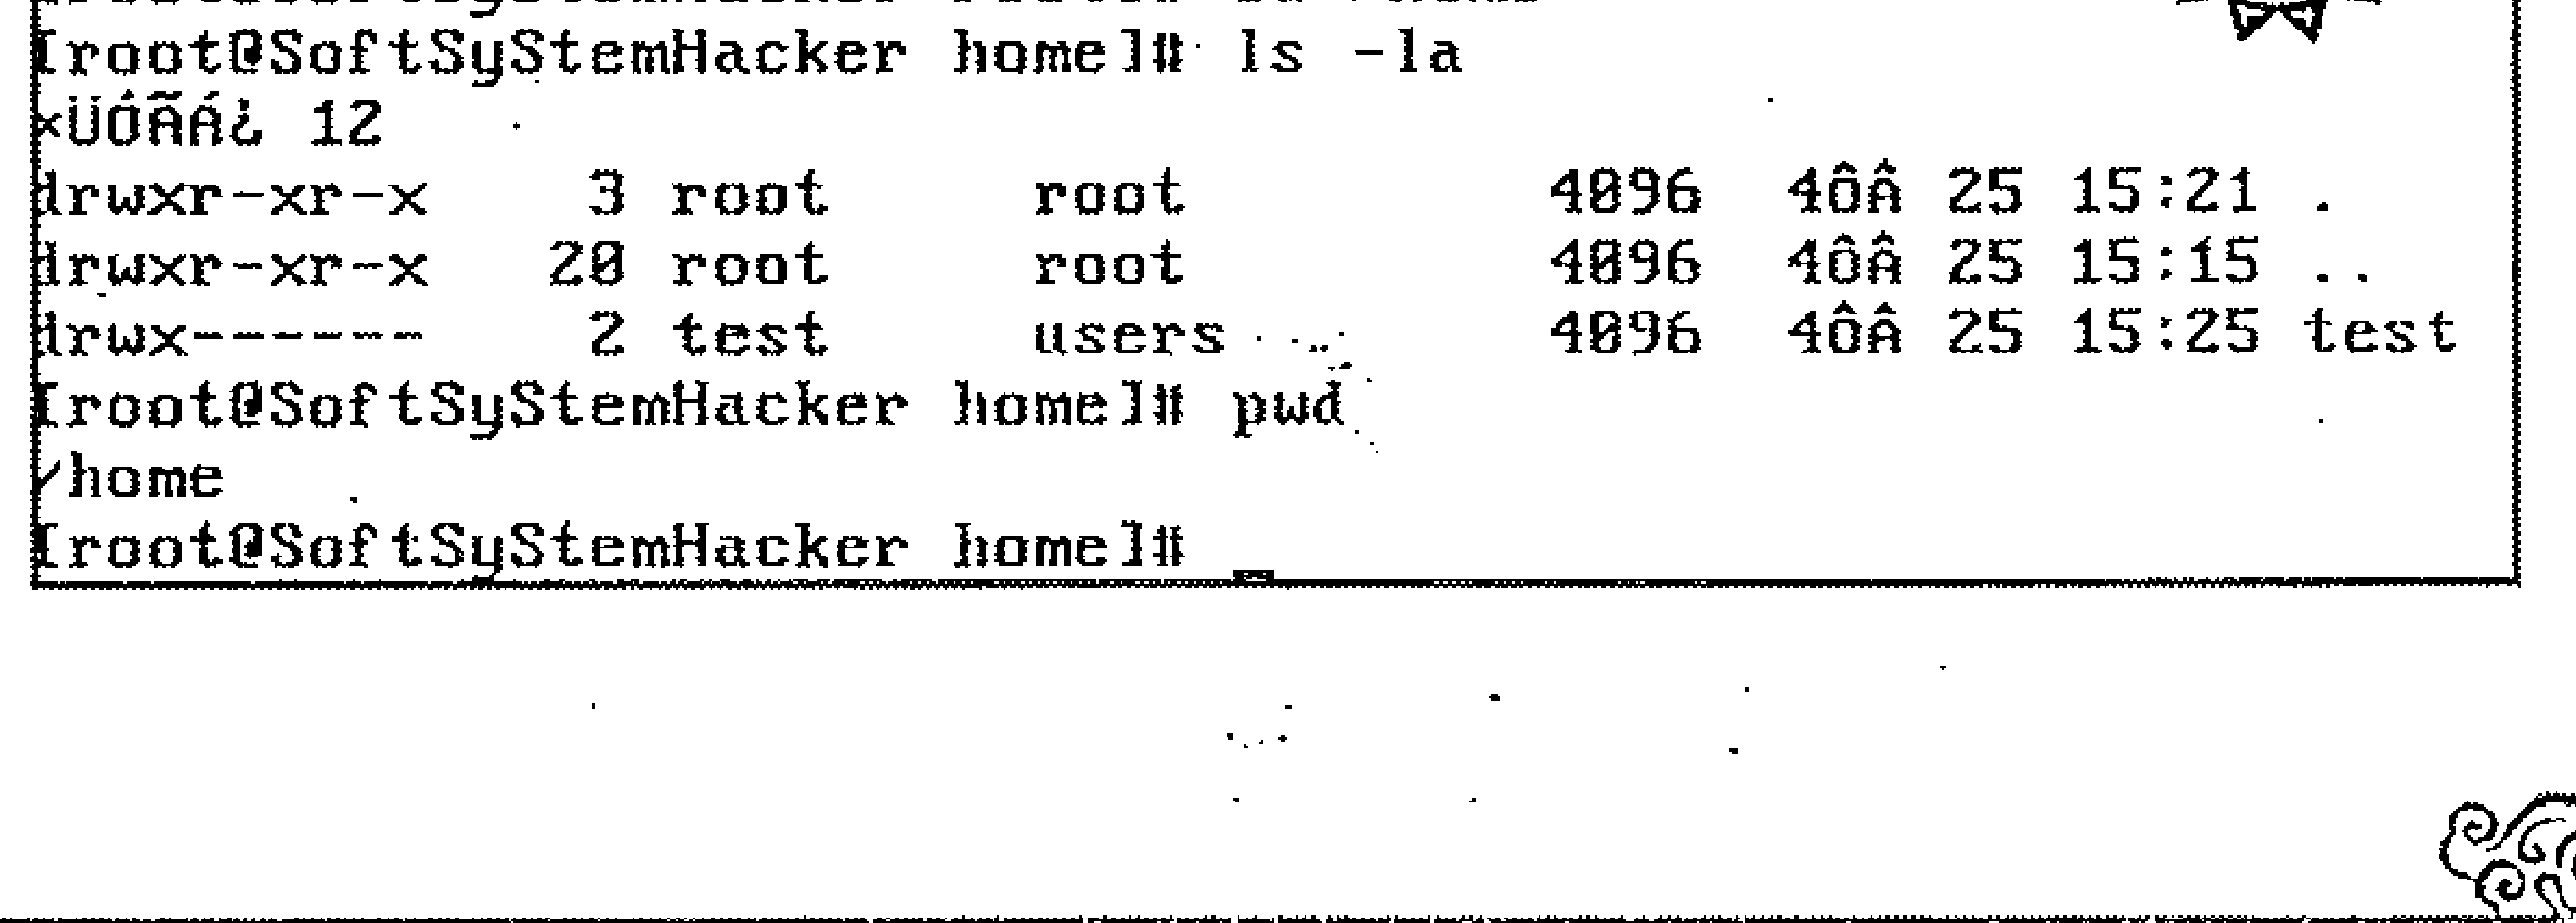 [root@SoftSyStemHacker home]# ls -la
×ÜÓÃÁ¿ 12
drwxr-xr-x 3 root root 4096 4ÔÂ 25 15:21 .
drwxr-xr-x 20 root root 4096 4ÔÂ 25 15:15 ..
drwx------ 2 test users 4096 4ÔÂ 25 15:25 test
[root@SoftSyStemHacker home]# pwd
/home
[root@SoftSyStemHacker home]#